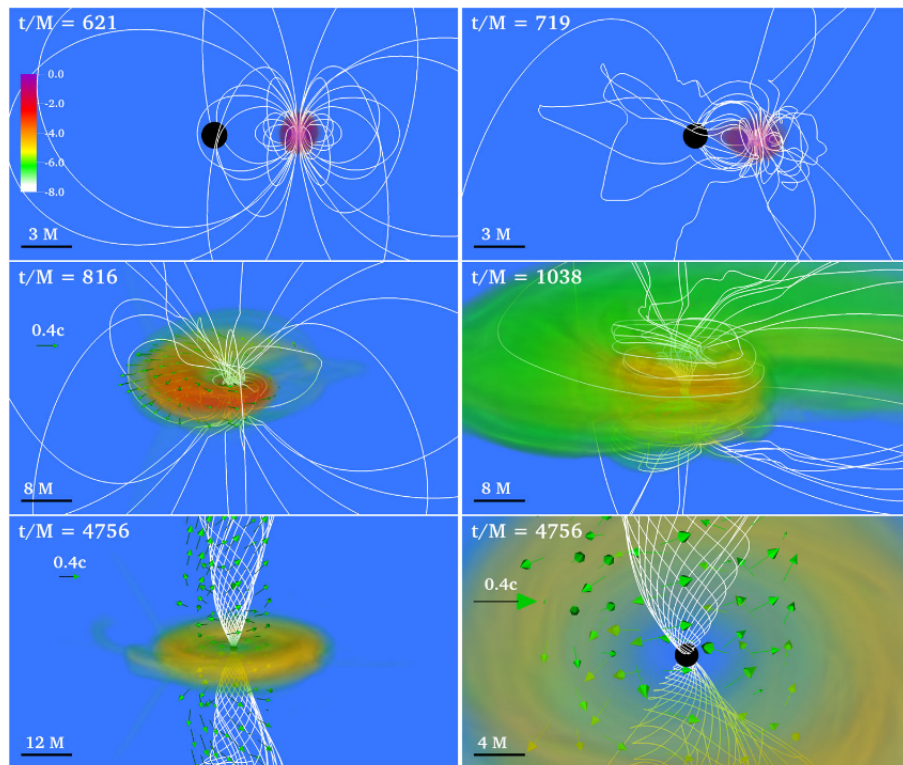 t/M = 621
0.0
-2.0
-4.0
-6.0
-8.0
3 M
t/M = 719
3 M
t/M = 816
0.4c
8 M
t/M = 1038
8 M
t/M = 4756
0.4c
12 M
t/M = 4756
0.4c
4 M